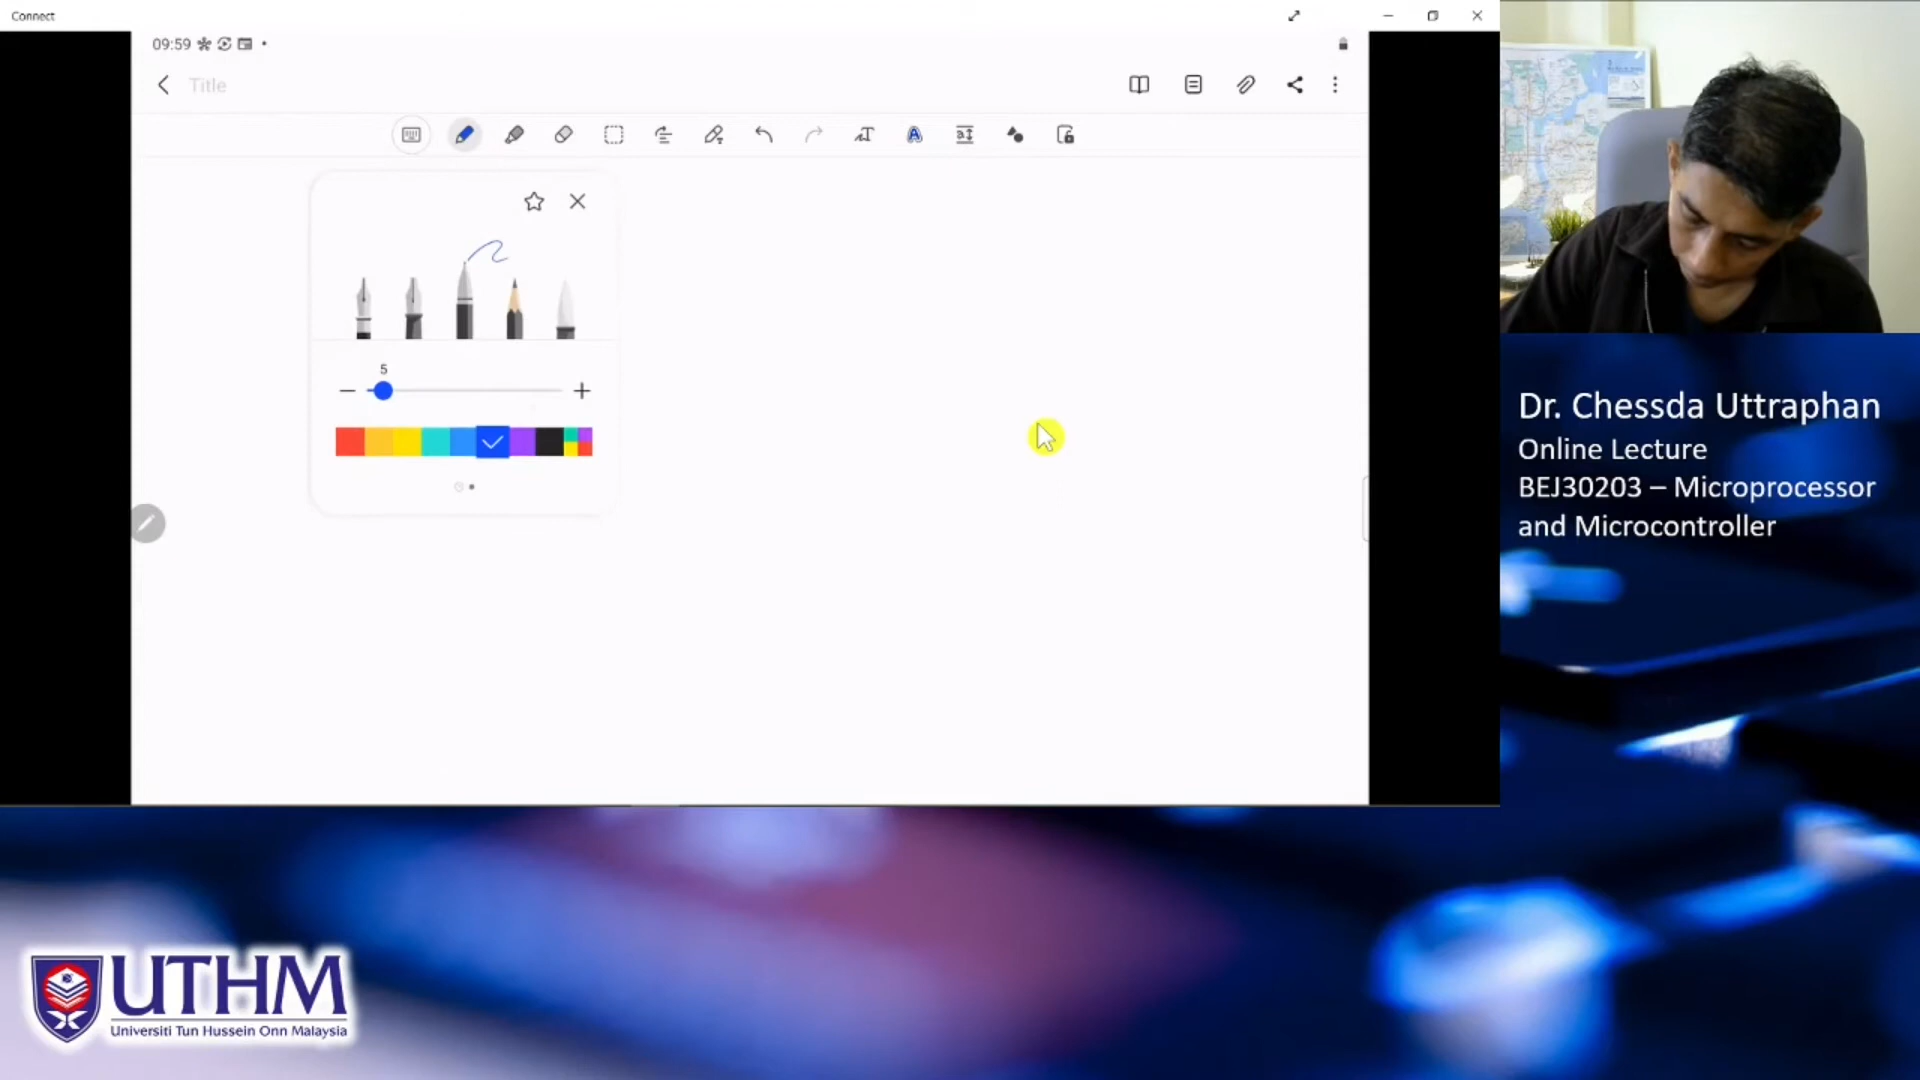 Connect
09:59
Title
5
Dr. Chessda Uttraphan
Online Lecture
BEJ30203 – Microprocessor
and Microcontroller
UTHM
Universiti Tun Hussein Onn Malaysia